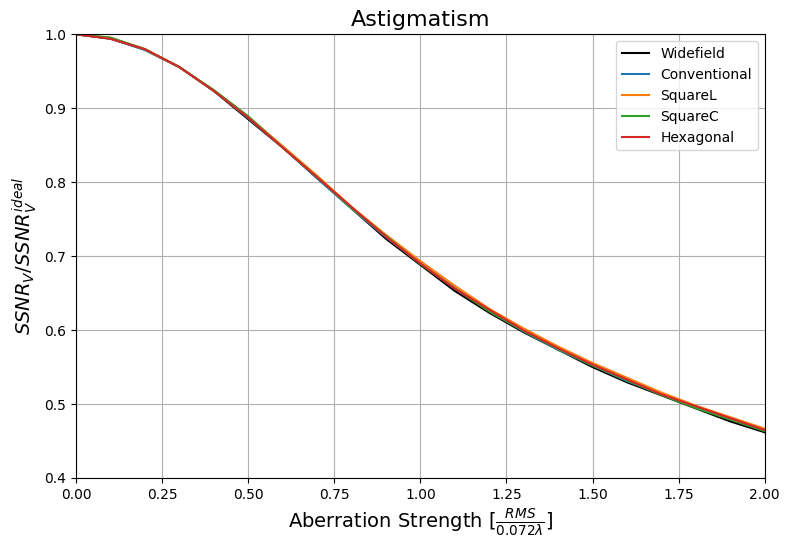 Astigmatism
SSNR_V/SSNR_V^{ideal}
1.0
0.9
0.8
0.7
0.6
0.5
0.4
Widefield
Conventional
SquareL
SquareC
Hexagonal
0.00 0.25 0.50 0.75 1.00 1.25 1.50 1.75 2.00
Aberration Strength [\frac{RMS}{0.072λ}]